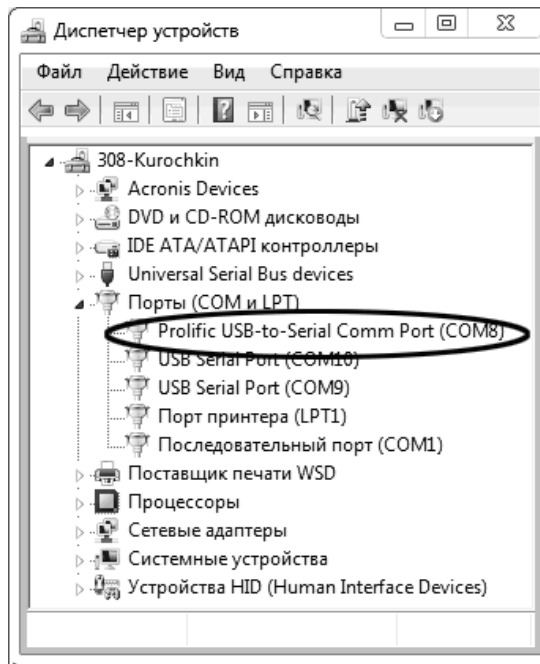 Диспетчер устройств
Файл Действие Вид Справка
308-Kurochkin
Acronis Devices
DVD и CD-ROM дисководы
IDE ATA/ATAPI контроллеры
Universal Serial Bus devices
Порты (COM и LPT)
Prolific USB-to-Serial Comm Port (COM8)
USB Serial Port (COM10)
USB Serial Port (COM9)
Порт принтера (LPT1)
Последовательный порт (COM1)
Поставщик печати WSD
Процессоры
Сетевые адаптеры
Системные устройства
Устройства HID (Human Interface Devices)